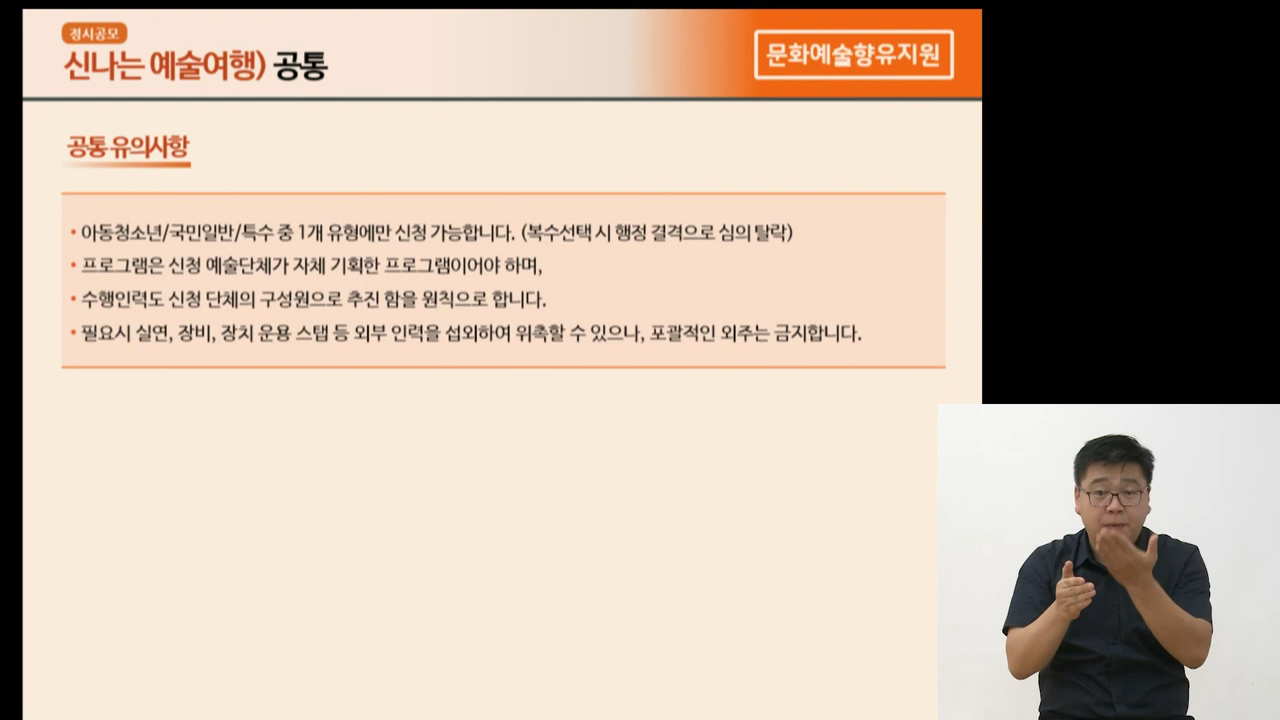 정시공모
신나는 예술여행) 공통
문화예술향유지원
공통 유의사항
• 아동청소년/국민일반/특수 중 1개 유형에만 신청 가능합니다. (복수선택 시 행정 결격으로 심의 탈락)
• 프로그램은 신청 예술단체가 자체 기획한 프로그램이어야 하며,
• 수행인력도 신청 단체의 구성원으로 추진 함을 원칙으로 합니다.
• 필요시 실연, 장비, 장치 운용 스탭 등 외부 인력을 섭외하여 위촉할 수 있으나, 포괄적인 외주는 금지합니다.